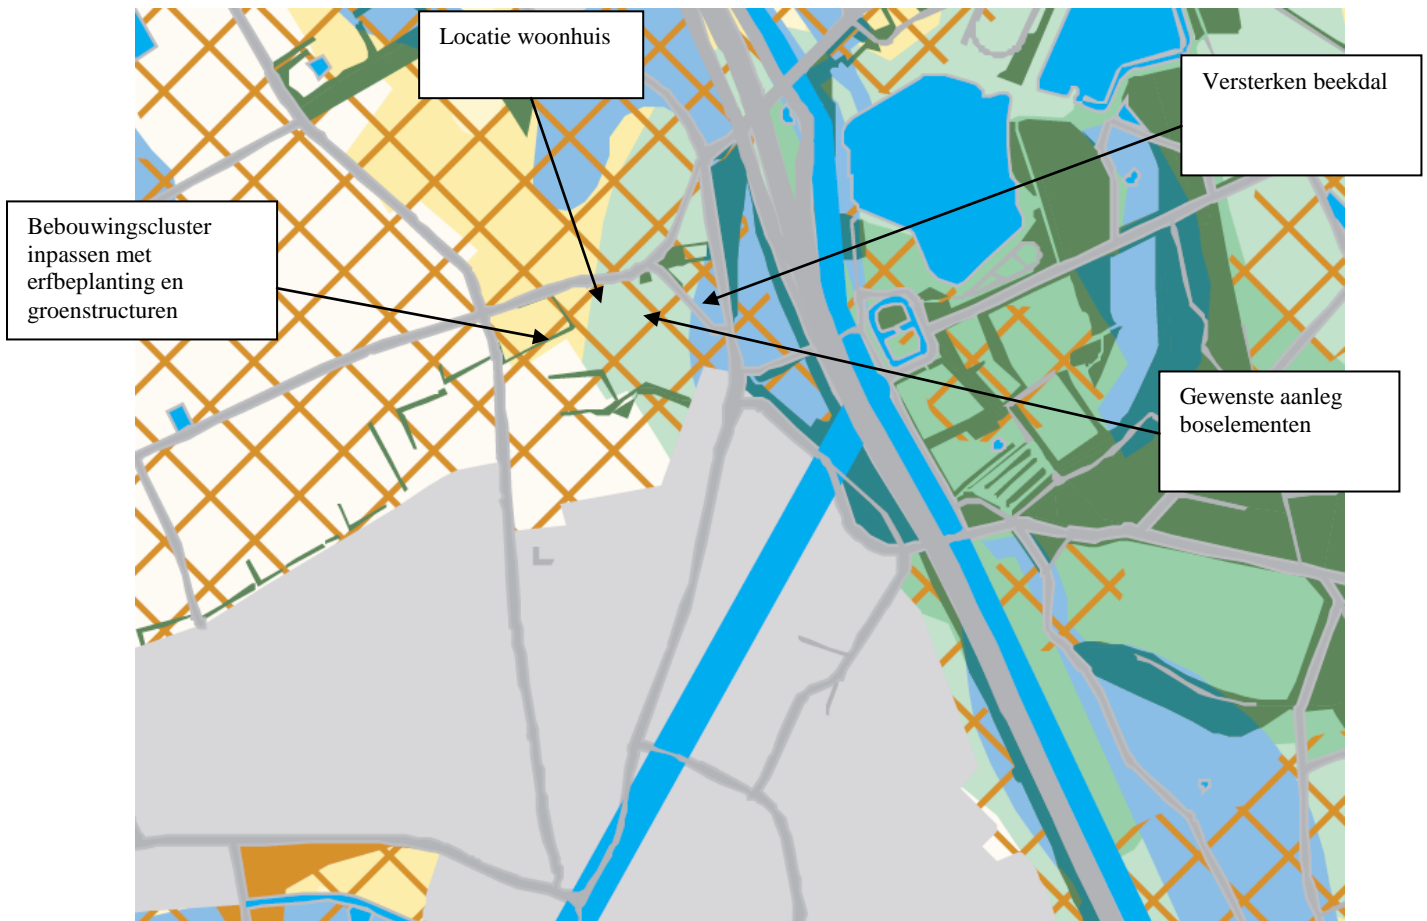 Locatie woonhuis
Versterken beekdal
Bebouwingscluster
inpassen met
erfbeplanting en
groenstructuren
Gewenste aanleg
boselementen